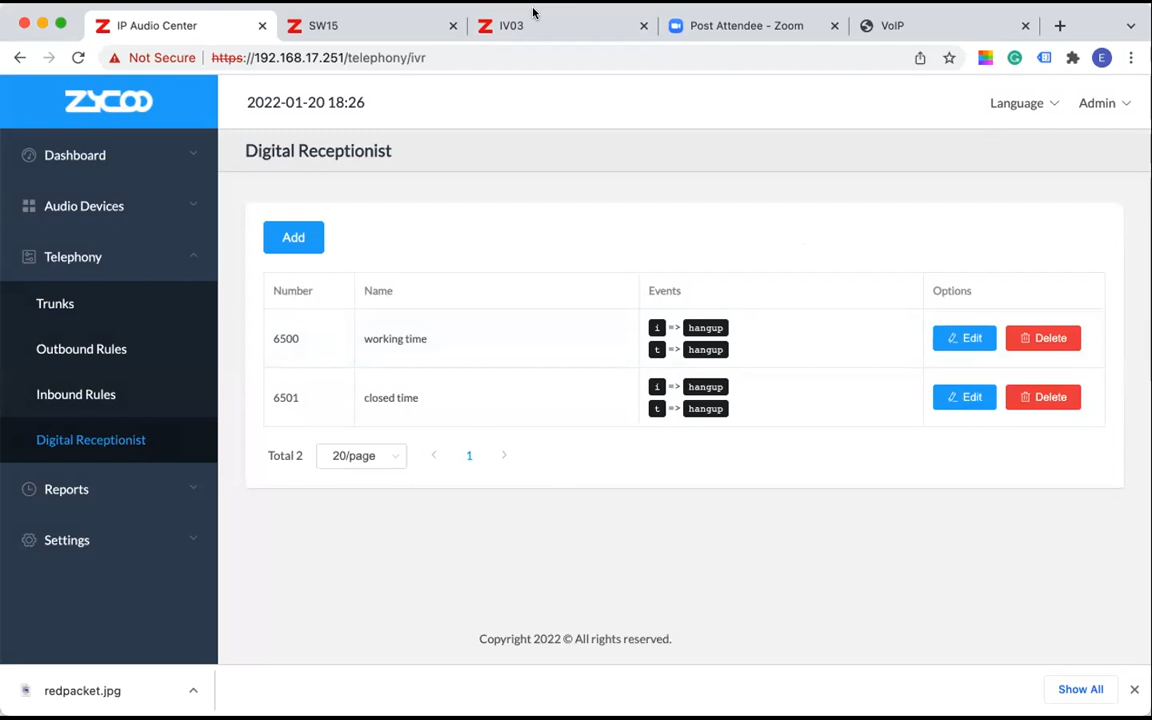 IP Audio Center
SW15
IV03
Post Attendee - Zoom
VoIP
Not Secure
https://192.168.17.251/telephony/ivr
E
ZYCOO
2022-01-20 18:26
Language
Admin
Dashboard
Digital Receptionist
Audio Devices
Add
Telephony
Number Name Events Options
Trunks
6500 working time i => hangup Edit Delete
t => hangup
Outbound Rules
Inbound Rules
6501 closed time i => hangup Edit Delete
t => hangup
Digital Receptionist
Total 2 20/page 1
Reports
Settings
Copyright 2022 © All rights reserved.
redpacket.jpg
Show All